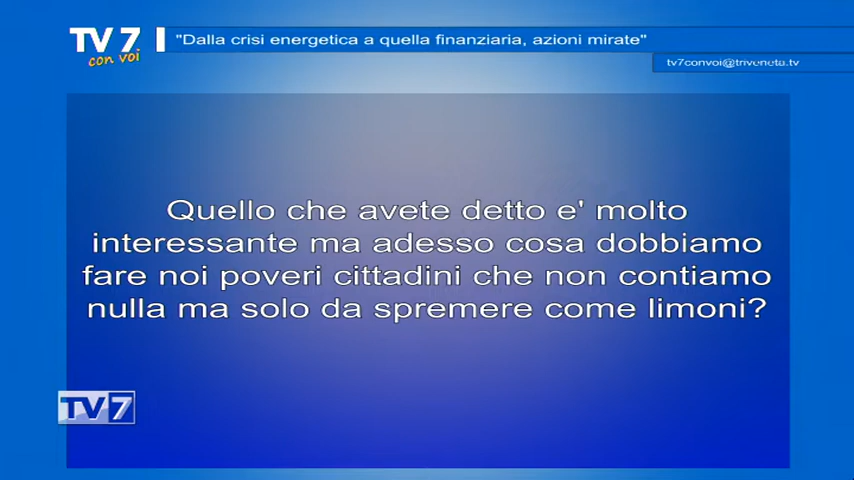 TV 7
con voi
"Dalla crisi energetica a quella finanziaria, azioni mirate"
tv7convoi@triveneta.tv
Quello che avete detto e' molto
interessante ma adesso cosa dobbiamo
fare noi poveri cittadini che non contiamo
nulla ma solo da spremere come limoni?
TV7